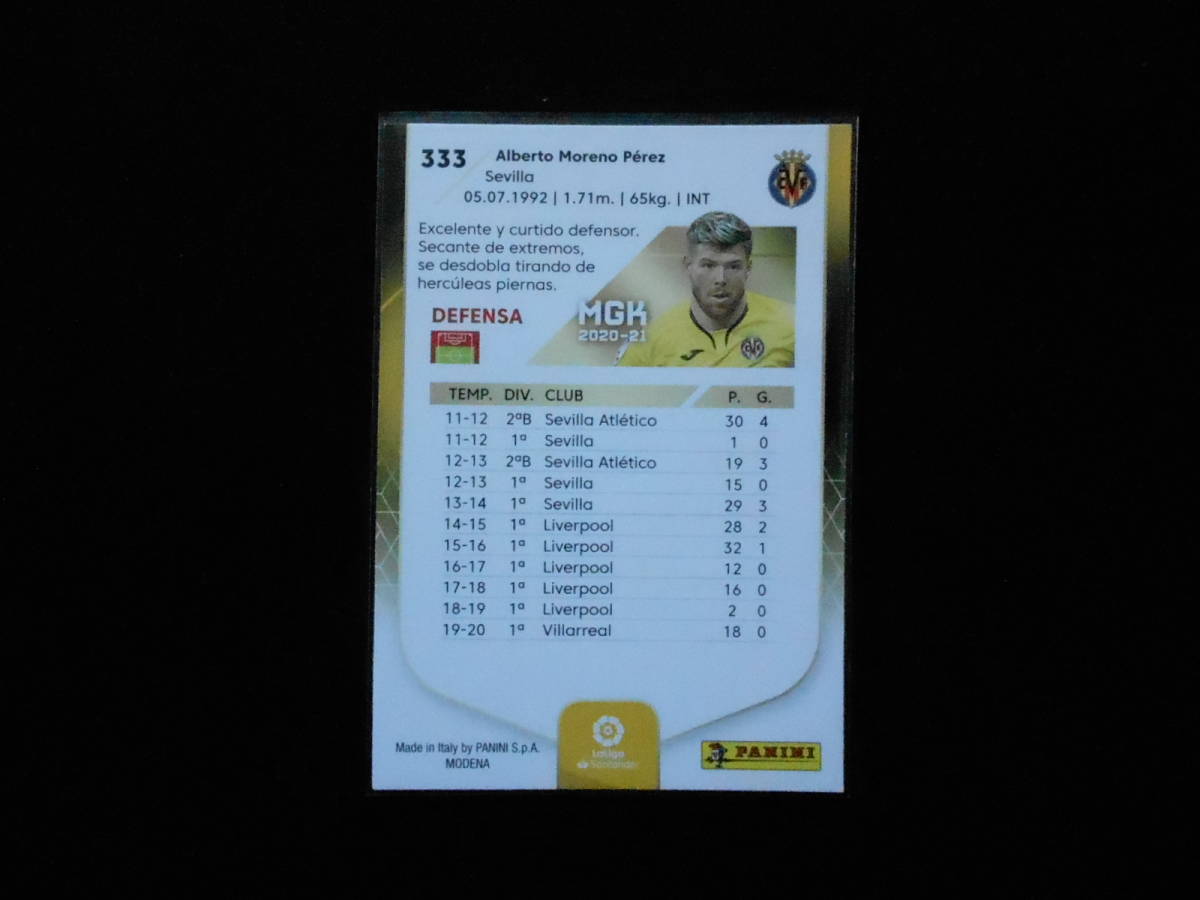 333 Alberto Moreno Pérez
Sevilla
05.07.1992 | 1.71m. | 65kg. | INT
Excelente y curtido defensor.
Secante de extremos,
se desdobla tirando de
hercúleas piernas.
DEFENSA
MGK
2020-21
TEMP. DIV. CLUB P. G.
11-12 2ªB Sevilla Atlético 30 4
11-12 1ª Sevilla 1 0
12-13 2ªB Sevilla Atlético 19 3
12-13 1ª Sevilla 15 0
13-14 1ª Sevilla 29 3
14-15 1ª Liverpool 28 2
15-16 1ª Liverpool 32 1
16-17 1ª Liverpool 12 0
17-18 1ª Liverpool 16 0
18-19 1ª Liverpool 2 0
19-20 1ª Villarreal 18 0
Made in Italy by PANINI S.p.A.
MODENA
LaLiga
Santander
PANINI